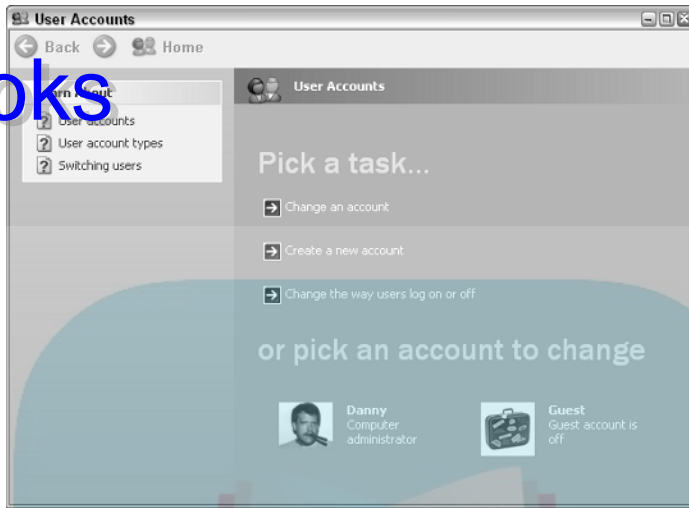 User Accounts
Back Home
oks
Learn About
User accounts
User account types
Switching users
User Accounts
Pick a task...
Change an account
Create a new account
Change the way users log on or off
or pick an account to change
Danny
Computer
administrator
Guest
Guest account is
off